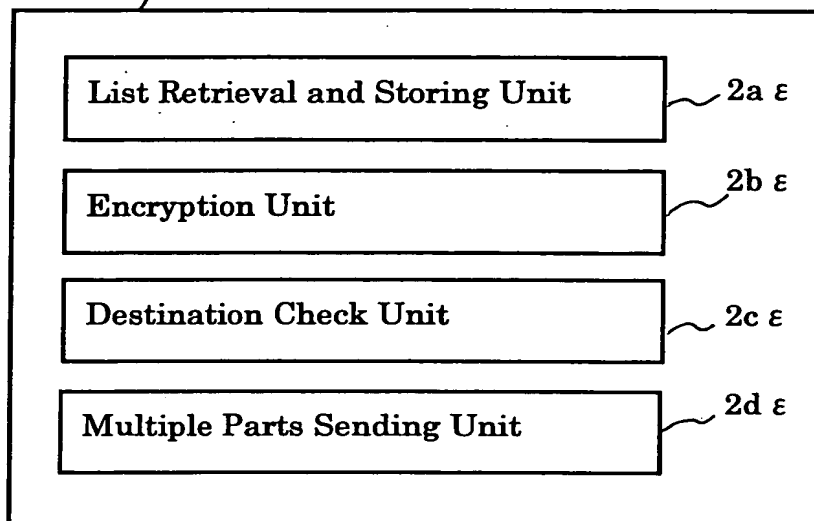 List Retrieval and Storing Unit 2a ε
Encryption Unit 2b ε
Destination Check Unit 2c ε
Multiple Parts Sending Unit 2d ε